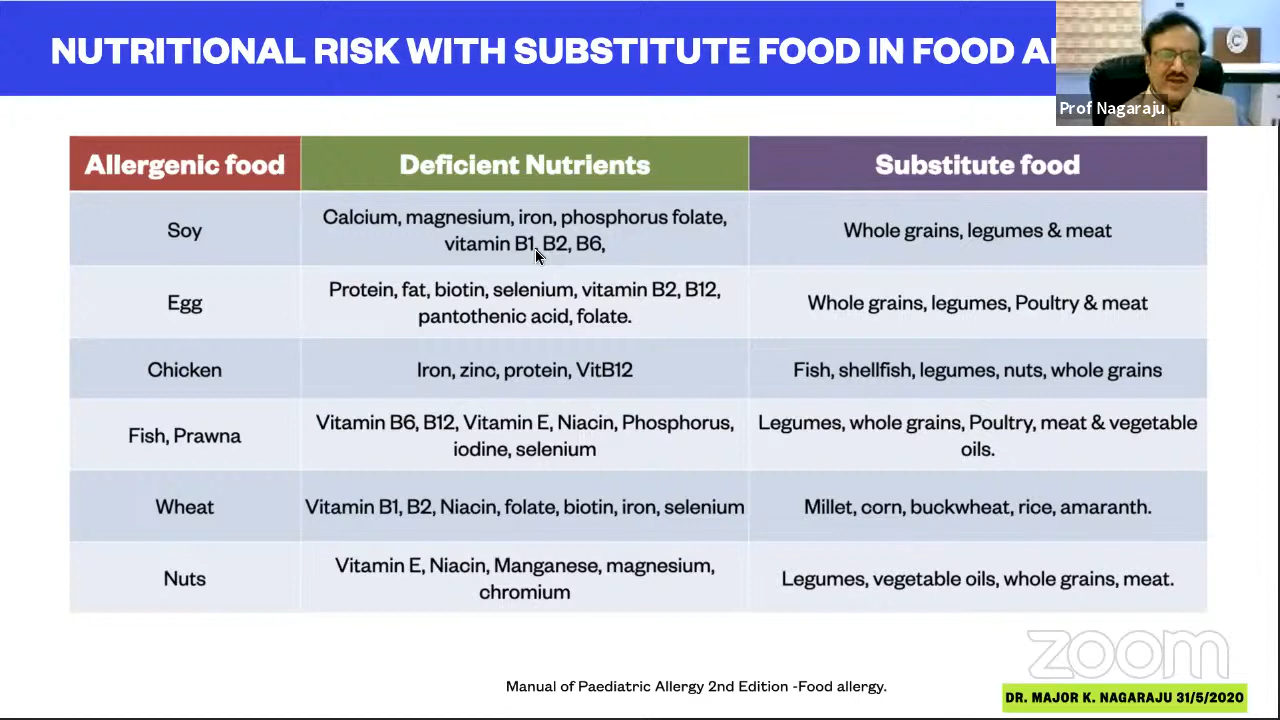 NUTRITIONAL RISK WITH SUBSTITUTE FOOD IN FOOD
Prof Nagaraju
Allergenic food
Deficient Nutrients
Substitute food
Soy
Calcium, magnesium, iron, phosphorus folate,
vitamin B1, B2, B6,
Whole grains, legumes & meat
Egg
Protein, fat, biotin, selenium, vitamin B2, B12,
pantothenic acid, folate.
Whole grains, legumes, Poultry & meat
Chicken
Iron, zinc, protein, VitB12
Fish, shellfish, legumes, nuts, whole grains
Fish, Prawna
Vitamin B6, B12, Vitamin E, Niacin, Phosphorus,
iodine, selenium
Legumes, whole grains, Poultry, meat & vegetable
oils.
Wheat
Vitamin B1, B2, Niacin, folate, biotin, iron, selenium
Millet, corn, buckwheat, rice, amaranth.
Nuts
Vitamin E, Niacin, Manganese, magnesium,
chromium
Legumes, vegetable oils, whole grains, meat.
zoom
Manual of Paediatric Allergy 2nd Edition -Food allergy.
DR. MAJOR K. NAGARAJU 31/5/2020